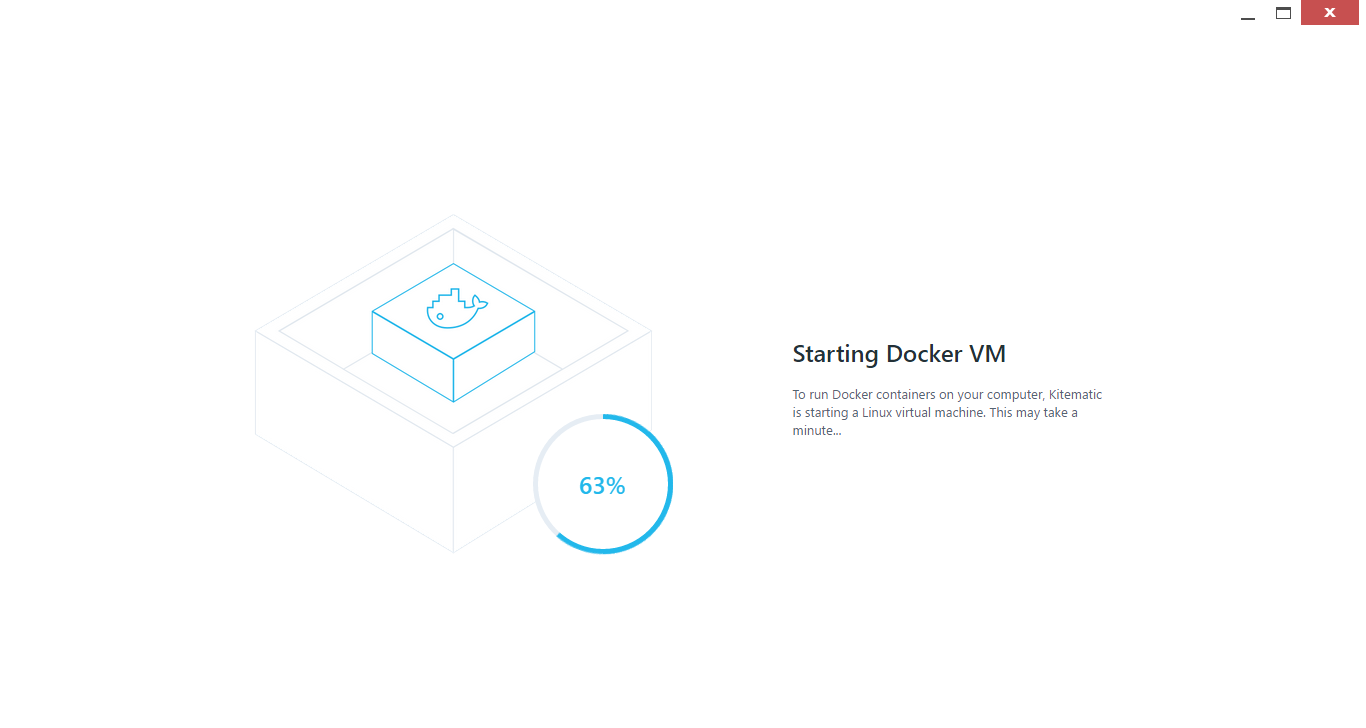 Starting Docker VM
To run Docker containers on your computer, Kitematic
is starting a Linux virtual machine. This may take a
minute...
63%